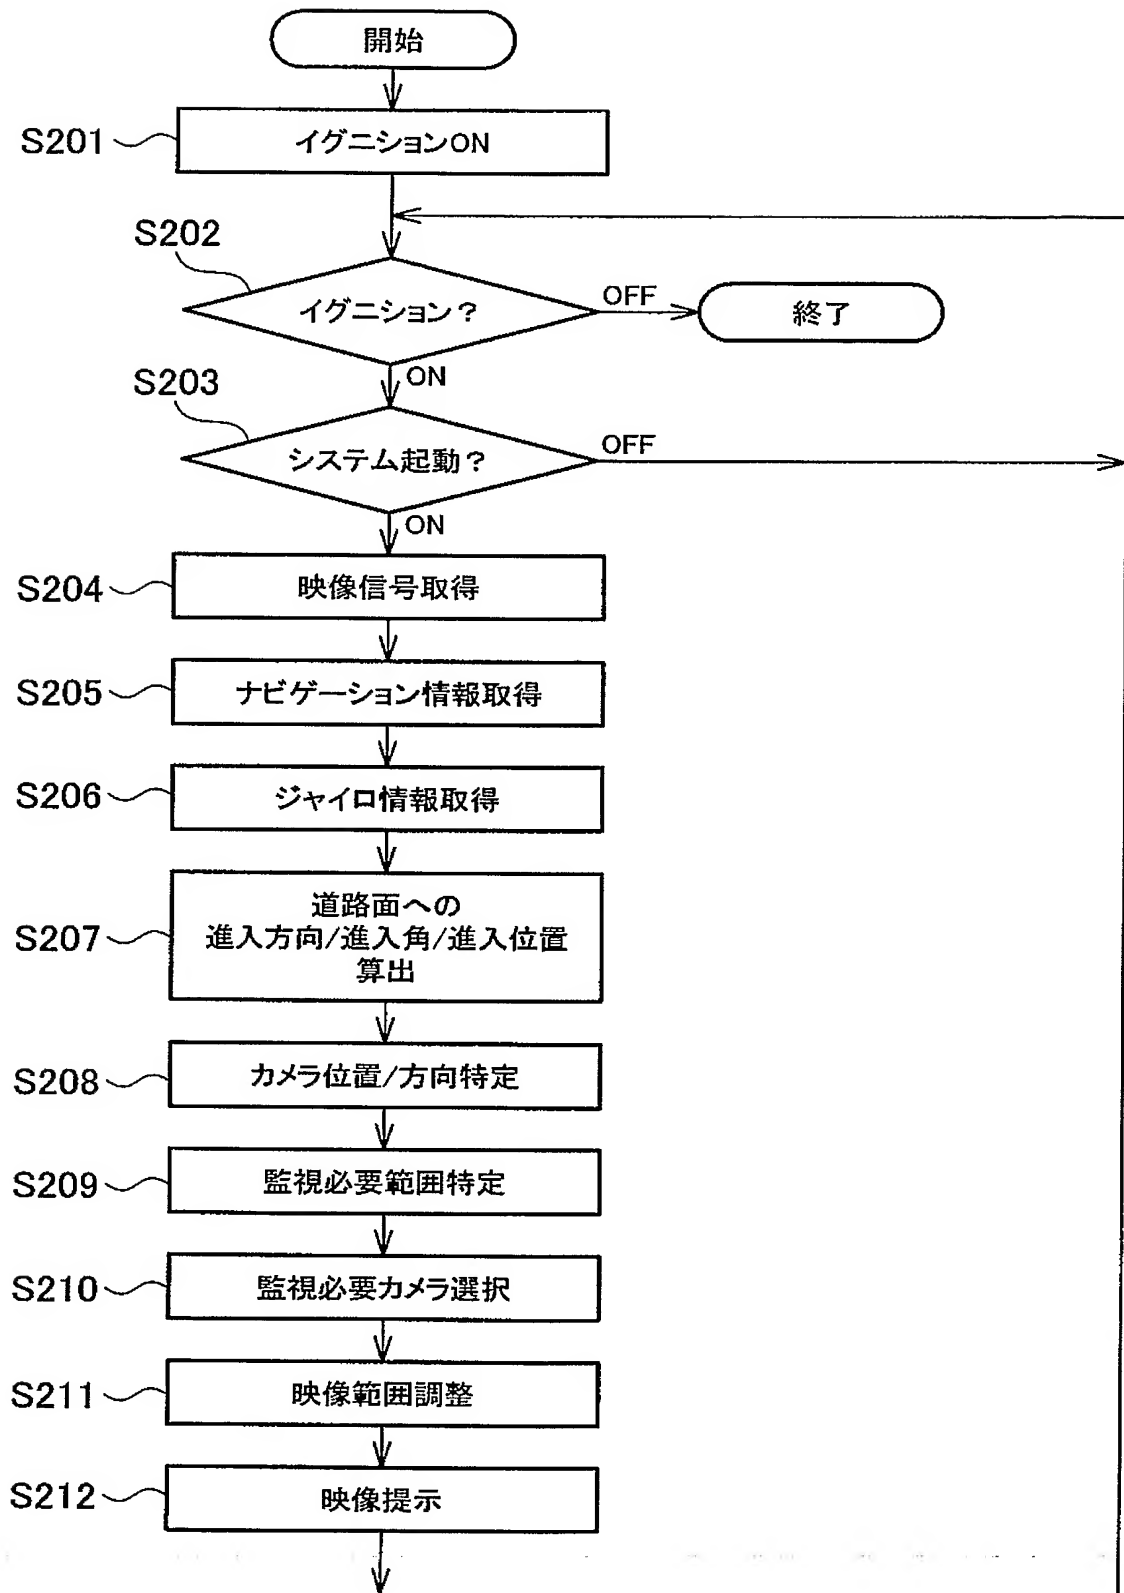 開始
S201
イグニションON
S202
イグニション?
OFF
終了
ON
S203
システム起動?
OFF
ON
S204
映像信号取得
S205
ナビゲーション情報取得
S206
ジャイロ情報取得
S207
道路面への
進入方向/進入角/進入位置
算出
S208
カメラ位置/方向特定
S209
監視必要範囲特定
S210
監視必要カメラ選択
S211
映像範囲調整
S212
映像提示